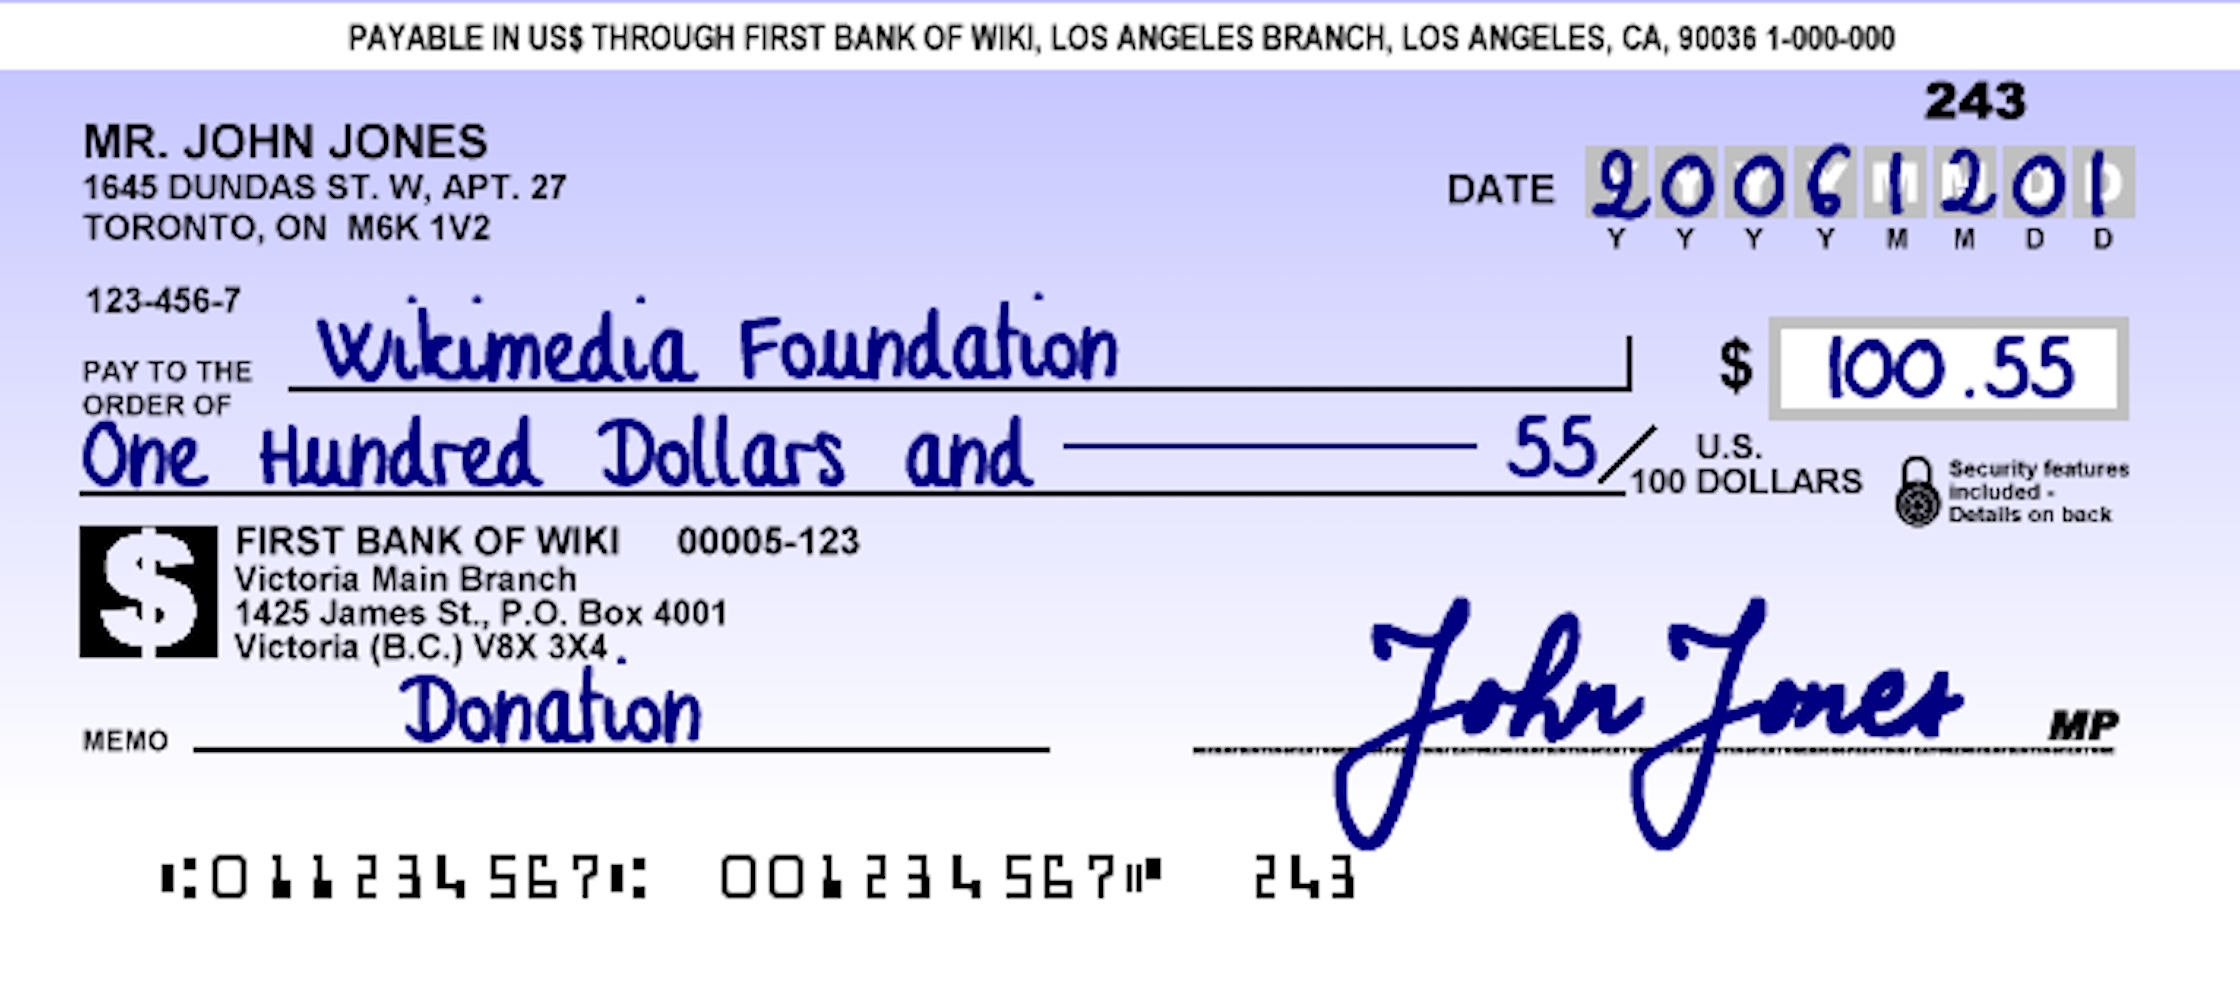 PAYABLE IN US$ THROUGH FIRST BANK OF WIKI, LOS ANGELES BRANCH, LOS ANGELES, CA, 90036 1-000-000
243
MR. JOHN JONES
1645 DUNDAS ST. W, APT. 27
TORONTO, ON M6K 1V2
DATE 20061201
Y Y Y Y M M D D
123-456-7
PAY TO THE
ORDER OF
Wikimedia Foundation
$ 100.55
One Hundred Dollars and 55/
U.S.
100 DOLLARS
Security features
included -
Details on back
FIRST BANK OF WIKI 00005-123
Victoria Main Branch
1425 James St., P.O. Box 4001
Victoria (B.C.) V8X 3X4
MEMO Donation
John Jones MP
⑆011234567⑆ 001234567⑈ 243